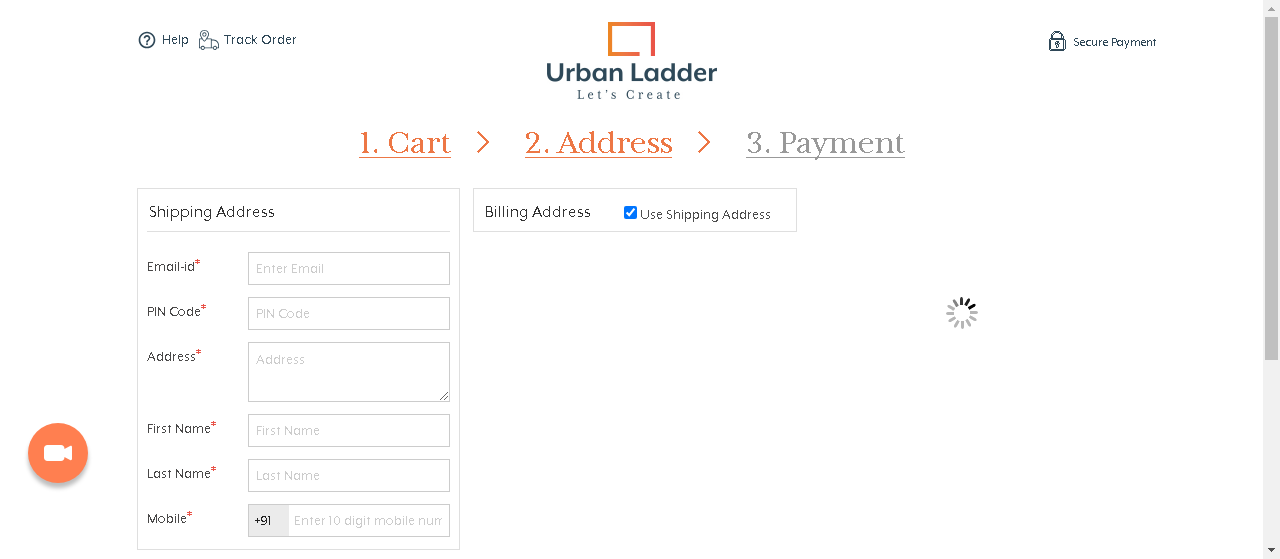 Help Track Order
Urban Ladder
Let's Create
Secure Payment
1. Cart > 2. Address > 3. Payment
Shipping Address
Billing Address Use Shipping Address
Email-id* Enter Email
PIN Code* PIN Code
Address* Address
First Name* First Name
Last Name* Last Name
Mobile* +91 Enter 10 digit mobile num